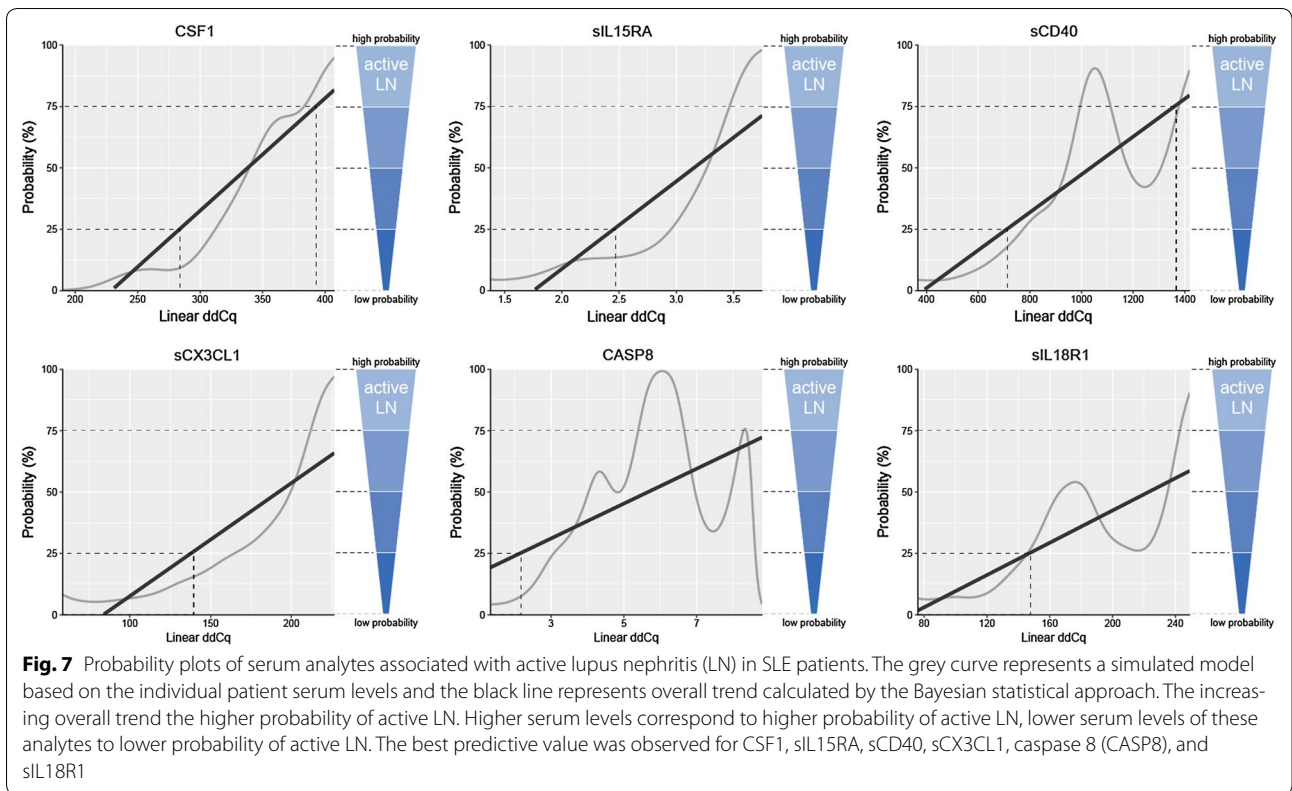 CSF1
high probability
active
LN
100
75
50
25
0
Probability (%)
200 250 300 350 400
Linear ddCq
low probability
sIL15RA
high probability
active
LN
100
75
50
25
0
Probability (%)
1.5 2.0 2.5 3.0 3.5
Linear ddCq
low probability
sCD40
high probability
active
LN
100
75
50
25
0
Probability (%)
400 600 800 1000 1200 1400
Linear ddCq
low probability
sCX3CL1
high probability
active
LN
100
75
50
25
0
Probability (%)
100 150 200
Linear ddCq
low probability
CASP8
high probability
active
LN
100
75
50
25
0
Probability (%)
3 5 7
Linear ddCq
low probability
sIL18R1
high probability
active
LN
100
75
50
25
0
Probability (%)
80 120 160 200 240
Linear ddCq
low probability
Fig. 7 Probability plots of serum analytes associated with active lupus nephritis (LN) in SLE patients. The grey curve represents a simulated model
based on the individual patient serum levels and the black line represents overall trend calculated by the Bayesian statistical approach. The increas-
ing overall trend the higher probability of active LN. Higher serum levels correspond to higher probability of active LN, lower serum levels of these
analytes to lower probability of active LN. The best predictive value was observed for CSF1, sIL15RA, sCD40, sCX3CL1, caspase 8 (CASP8), and
sIL18R1